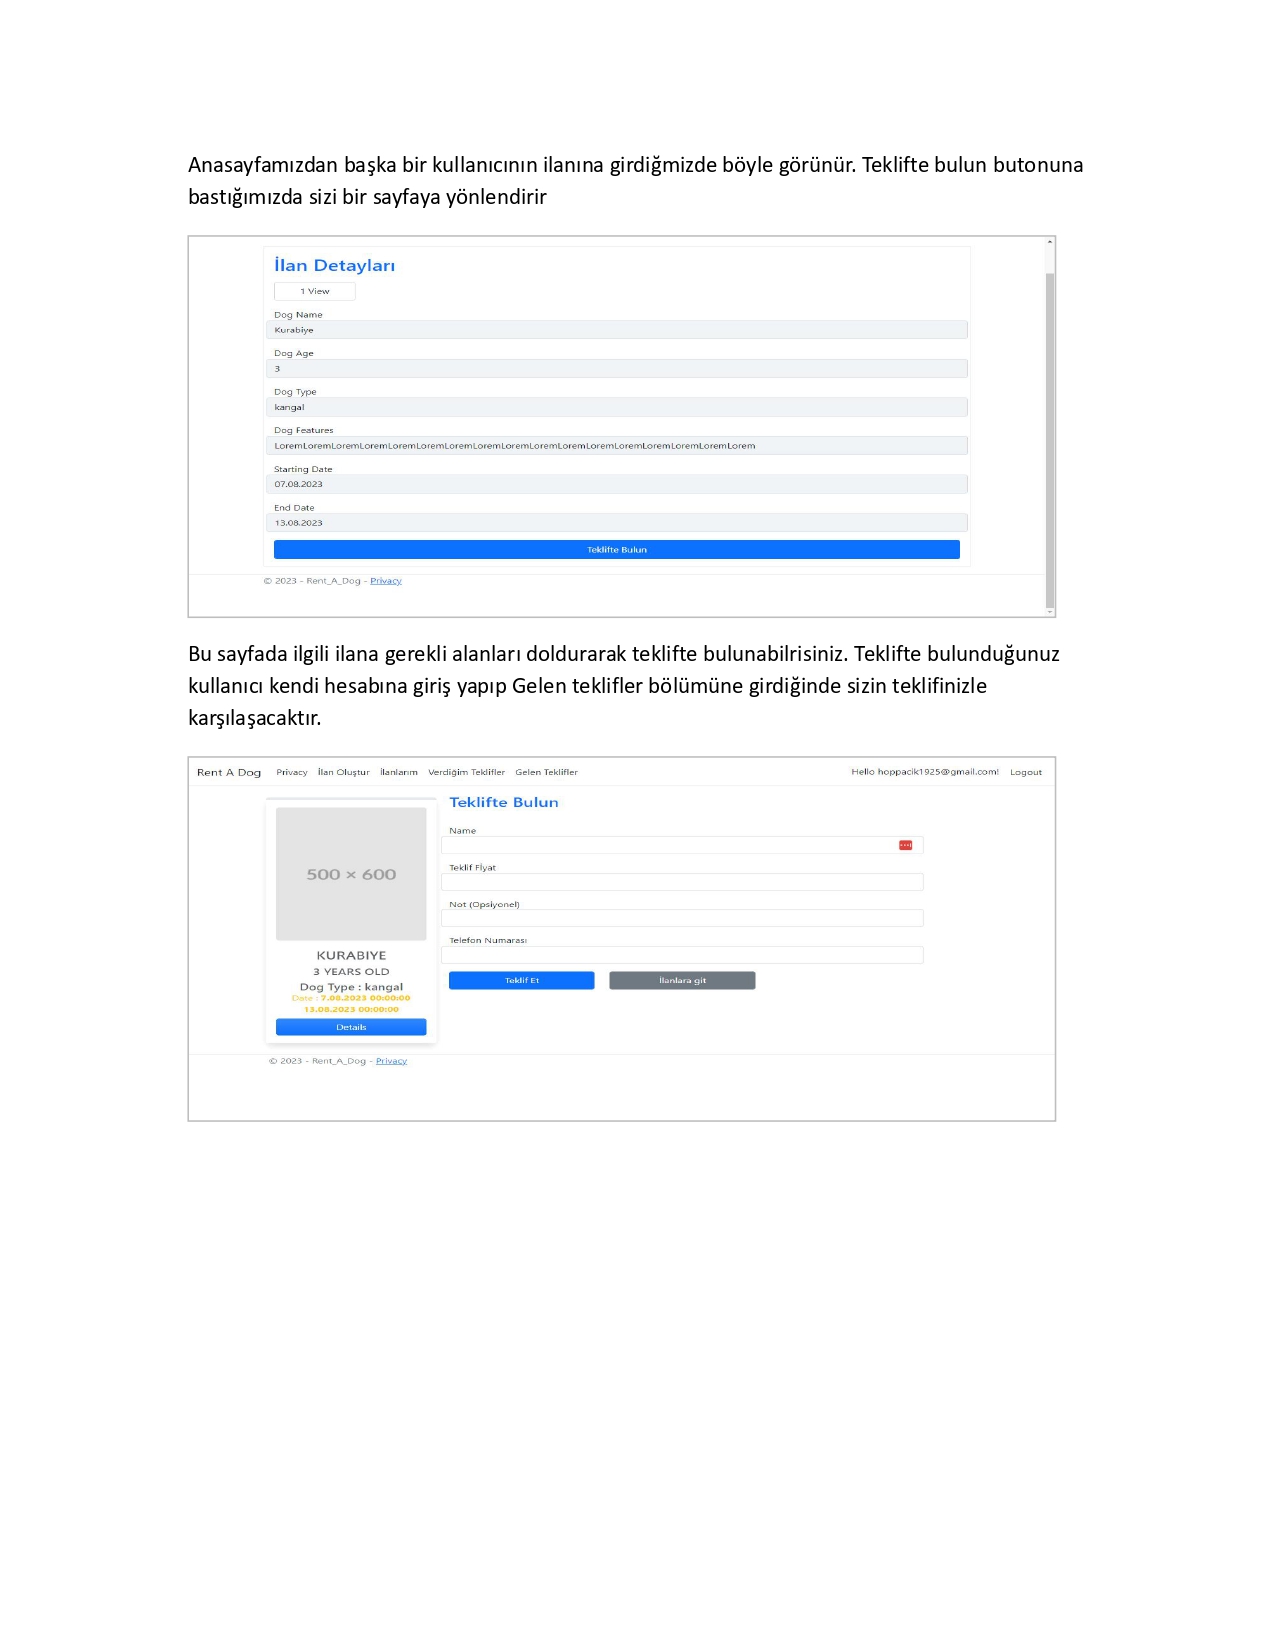 Anasayfamızdan başka bir kullanıcının ilanına girdiğmizde böyle görünür. Teklifte bulun butonuna
bastığımızda sizi bir sayfaya yönlendirir
İlan Detayları
1 View
Dog Name
Kurabiye
Dog Age
3
Dog Type
kangal
Dog Features
LoremLoremLoremLoremLoremLoremLoremLoremLoremLoremLoremLoremLoremLoremLoremLoremLorem
Starting Date
07.08.2023
End Date
13.08.2023
Teklifte Bulun
© 2023 - Rent_A_Dog - Privacy
Bu sayfada ilgili ilana gerekli alanları doldurarak teklifte bulunabilrisiniz. Teklifte bulunduğunuz
kullanıcı kendi hesabına giriş yapıp Gelen teklifler bölümüne girdiğinde sizin teklifinizle
karşılaşacaktır.
Rent A Dog Privacy İlan Oluştur İlanlarım Verdiğim Teklifler Gelen Teklifler Hello hoppacik1925@gmail.com! Logout
500 × 600
KURABIYE
3 YEARS OLD
Dog Type : kangal
Date : 7.08.2023 00:00:00
13.08.2023 00:00:00
Details
Teklifte Bulun
Name
Teklif Fiyat
Not (Opsiyonel)
Telefon Numarası
Teklif Et İlanlara git
© 2023 - Rent_A_Dog - Privacy